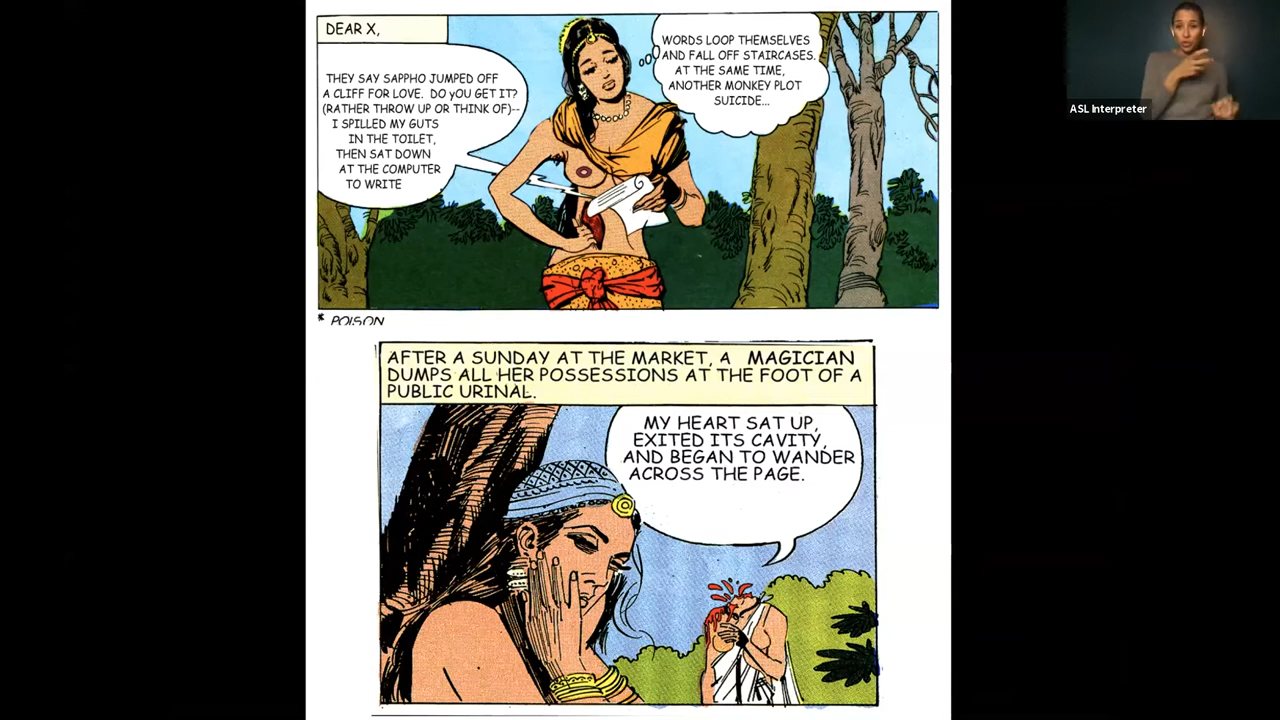 DEAR X,
THEY SAY SAPPHO JUMPED OFF
A CLIFF FOR LOVE. DO yOU GET IT?
(RATHER THROW UP OR THINK OF)--
I SPILLED MY GUTS
IN THE TOILET,
THEN SAT DOWN
AT THE COMPUTER
TO WRITE
WORDS LOOP THEMSELVES
AND FALL OFF STAIRCASES.
AT THE SAME TIME,
ANOTHER MONKEY PLOT
SUICIDE...
* POISON
AFTER A SUNDAY AT THE MARKET, A MAGICIAN
DUMPS ALL HER POSSESSIONS AT THE FOOT OF A
PUBLIC URINAL.
MY HEART SAT UP,
EXITED ITS CAVITY,
AND BEGAN TO WANDER
ACROSS THE PAGE.
ASL Interpreter